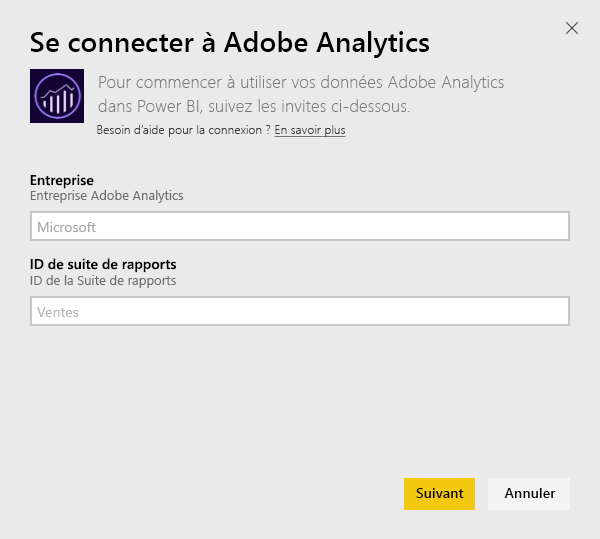 Se connecter à Adobe Analytics
Pour commencer à utiliser vos données Adobe Analytics
dans Power BI, suivez les invites ci-dessous.
Besoin d'aide pour la connexion ? En savoir plus
Entreprise
Entreprise Adobe Analytics
Microsoft
ID de suite de rapports
ID de la Suite de rapports
Ventes
Suivant
Annuler